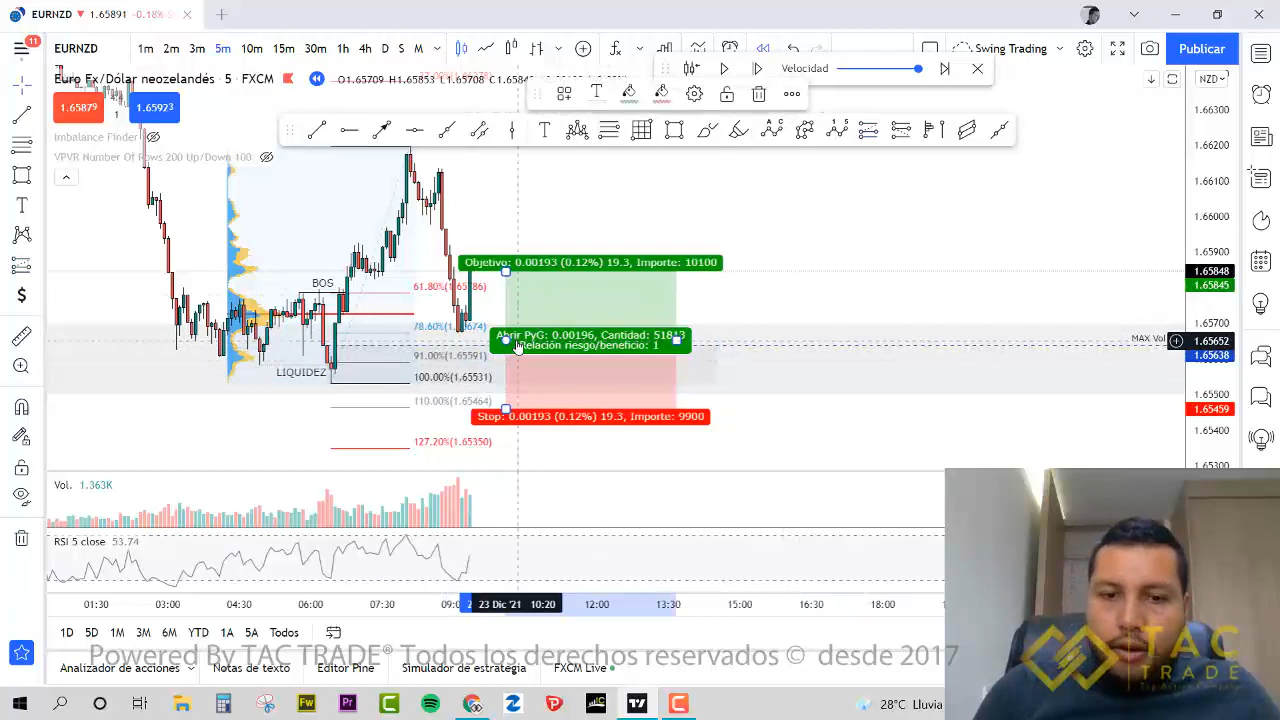 EURNZD 1.65891 -0.18% S
11
EURNZD 1m 2m 3m 5m 10m 15m 30m 1h 4h D S M Swing Trading Publicar
Velocidad
Euro Ex/Dólar neozelandés · 5 · FXCM O1.65709 H1.65853 L1.65708
NZD
1.65879
1
1.65923
Imbalance Finder
VPVR Number Of Rows 200 Up/Down 100
1.66300
1.66200
1.66100
1.66000
1.65900
1.65848
1.65845
1.65700
1.65652
1.65638
1.65500
1.65459
1.65400
1.65300
Objetivo: 0.00193 (0.12%) 19.3, Importe: 10100
BOS
61.80%(1.65786)
Abrir PyG: 0.00196, Cantidad: 51813
elación riesgo/beneficio: 1
MAX Vol
91.00%(1.65591)
LIQUIDEZ
100.00%(1.65531)
110.00%(1.65464)
Stop: 0.00193 (0.12%) 19.3, Importe: 9900
127.20%(1.65350)
Vol. 1.363K
RSI 5 close 53.74
01:30 03:00 04:30 06:00 07:30 23 Dic '21 10:20 12:00 13:30 15:00 16:30 18:00
1D 5D 1M 3M 6M YTD 1A 5A Todos
Powered By TAC TRADE® Todos los derechos reservados © desde 2017
Analizador de acciones Notas de texto Editor Pine Simulador de estrategia FXCM Live
TAC
TRADE
28°C Lluvia